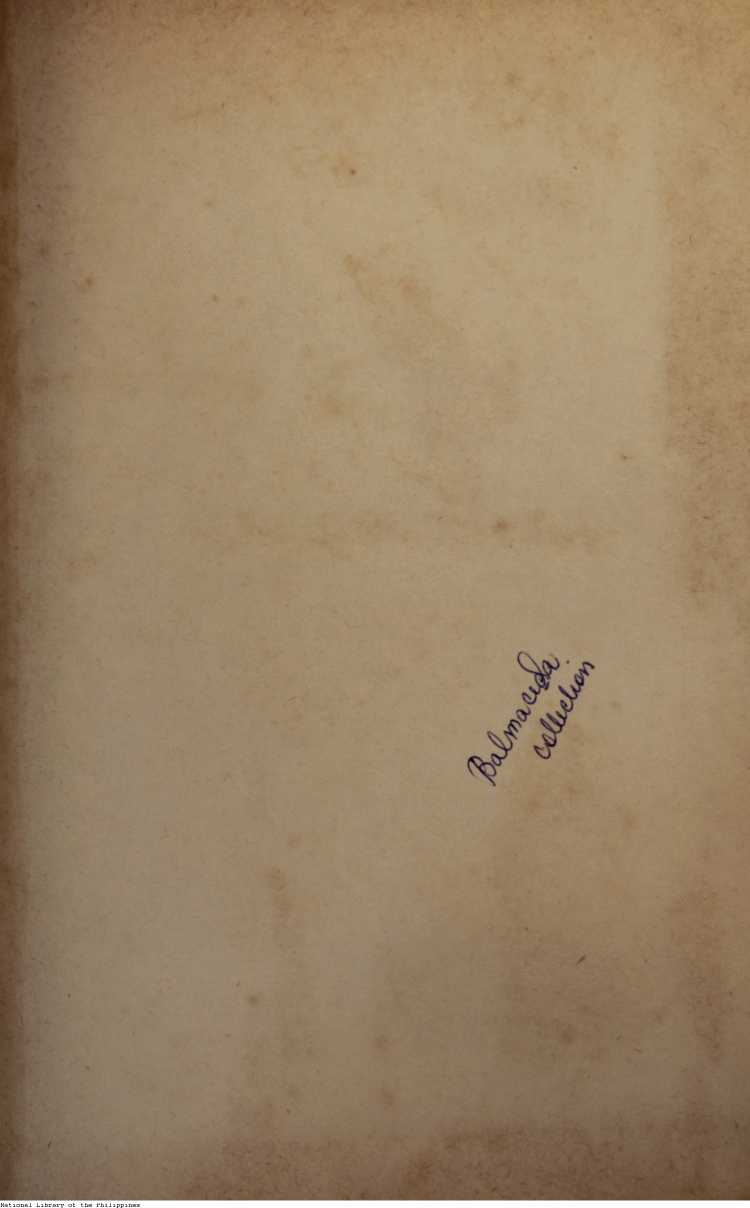 Balmaceda
collection
National Library of the Philippines